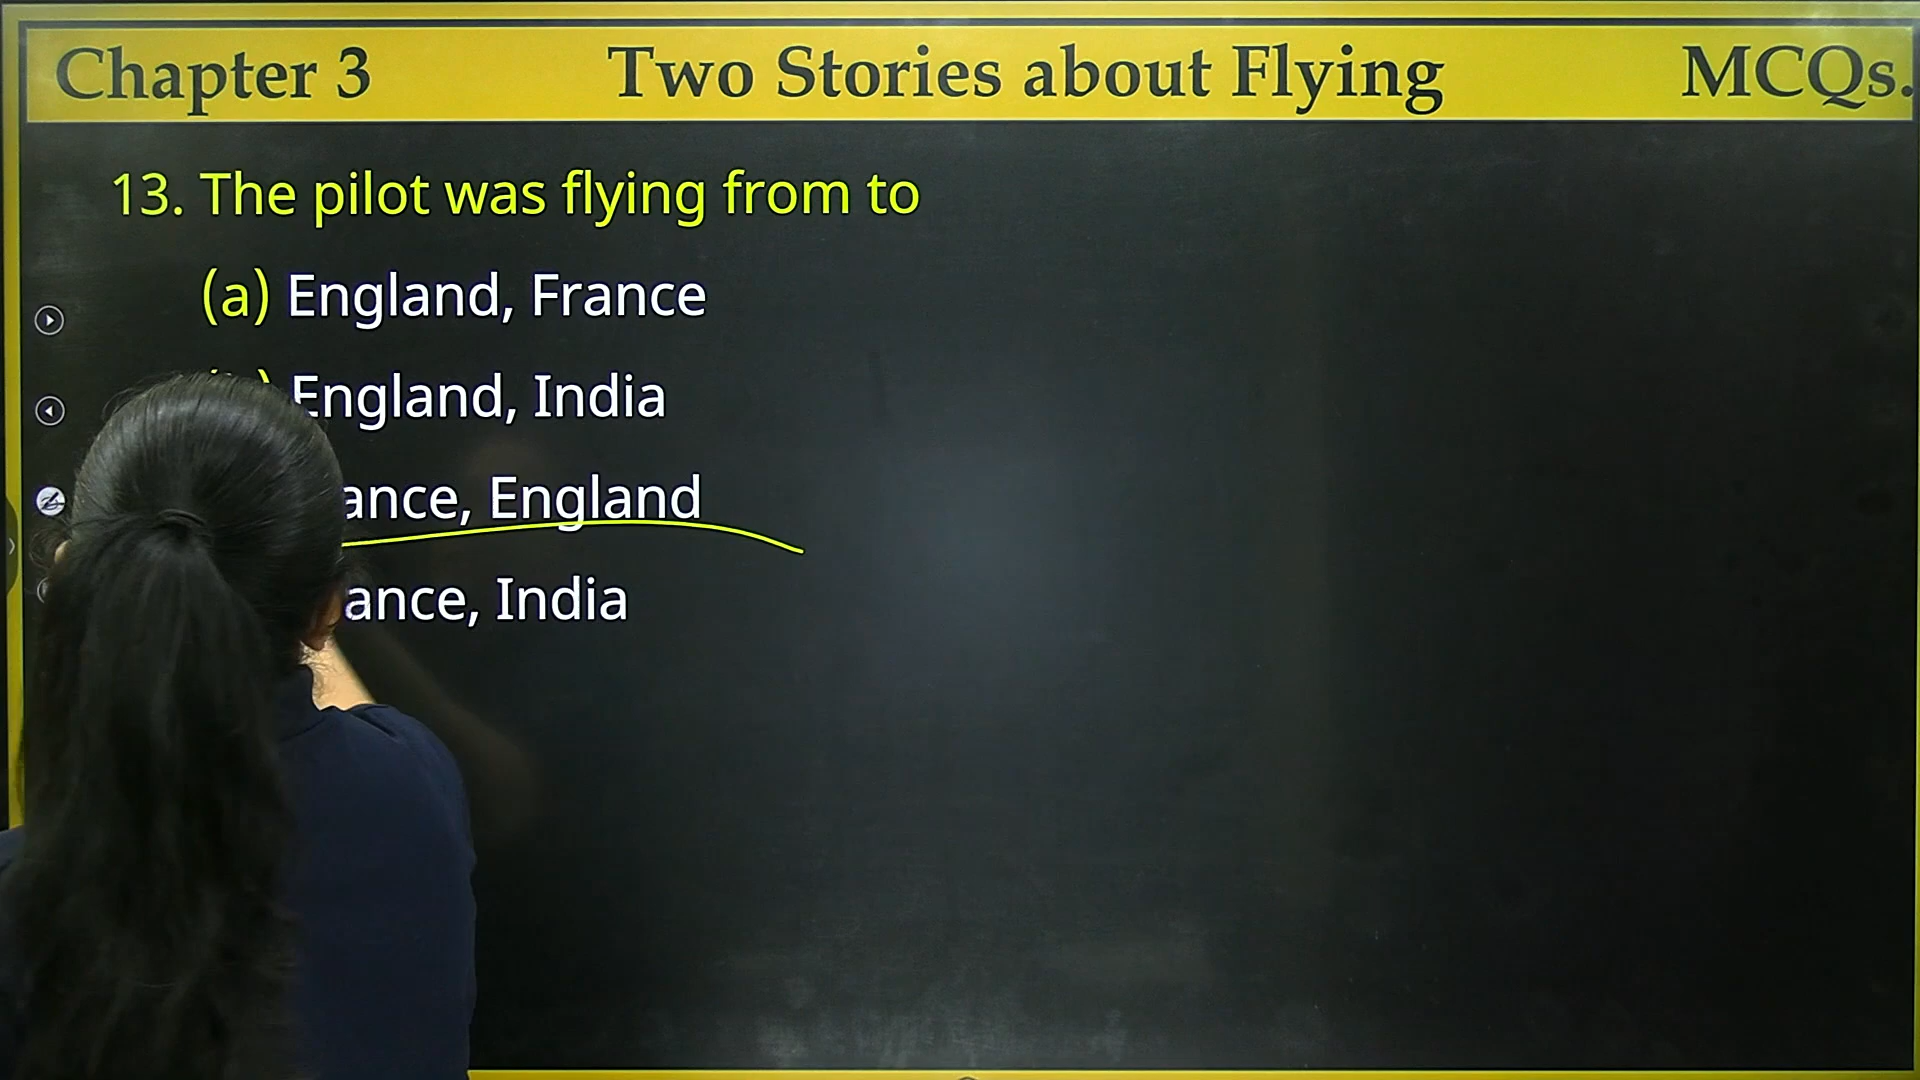 Chapter 3 Two Stories about Flying MCQs.
13. The pilot was flying from to
(a) England, France
England, India
ance, England
ance, India